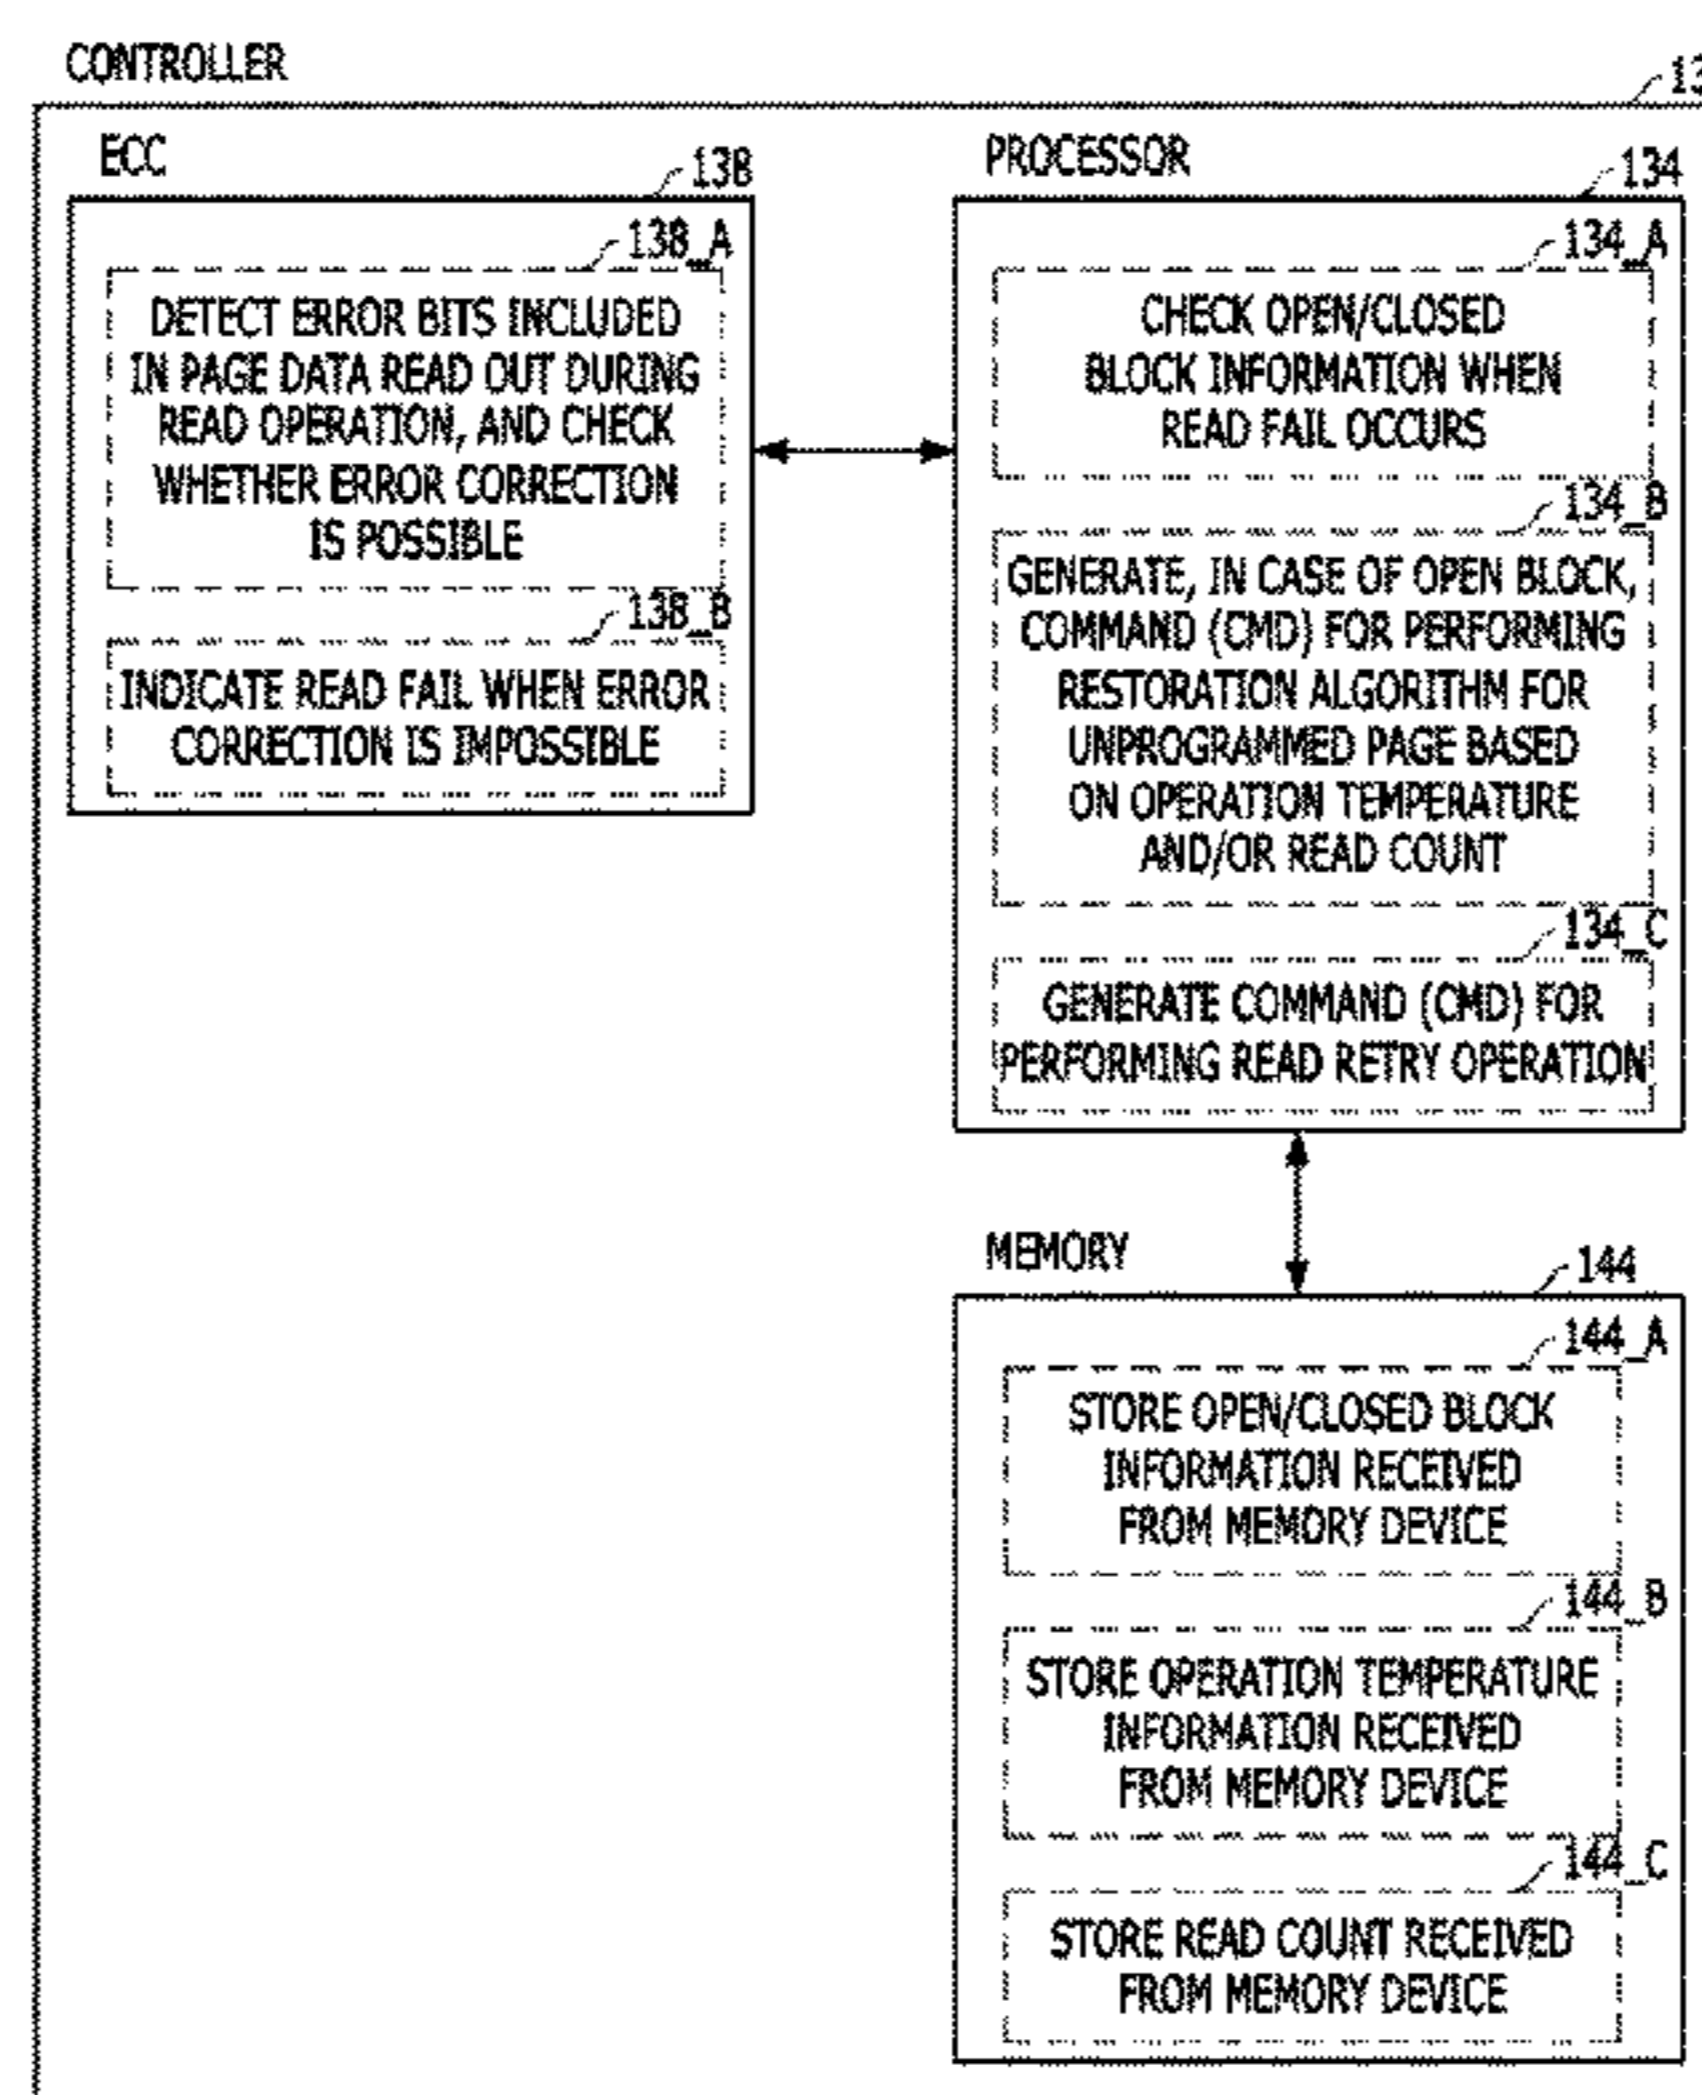 CONTROLLER
ECC
138
138_A
DETECT ERROR BITS INCLUDED
IN PAGE DATA READ OUT DURING
READ OPERATION, AND CHECK
WHETHER ERROR CORRECTION
IS POSSIBLE
138_B
INDICATE READ FAIL WHEN ERROR
CORRECTION IS IMPOSSIBLE
PROCESSOR
134
134_A
CHECK OPEN/CLOSED
BLOCK INFORMATION WHEN
READ FAIL OCCURS
134_B
GENERATE, IN CASE OF OPEN BLOCK,
COMMAND (CMD) FOR PERFORMING
RESTORATION ALGORITHM FOR
UNPROGRAMMED PAGE BASED
ON OPERATION TEMPERATURE
AND/OR READ COUNT
134_C
GENERATE COMMAND (CMD) FOR
PERFORMING READ RETRY OPERATION
MEMORY
144
144_A
STORE OPEN/CLOSED BLOCK
INFORMATION RECEIVED
FROM MEMORY DEVICE
144_B
STORE OPERATION TEMPERATURE
INFORMATION RECEIVED
FROM MEMORY DEVICE
144_C
STORE READ COUNT RECEIVED
FROM MEMORY DEVICE